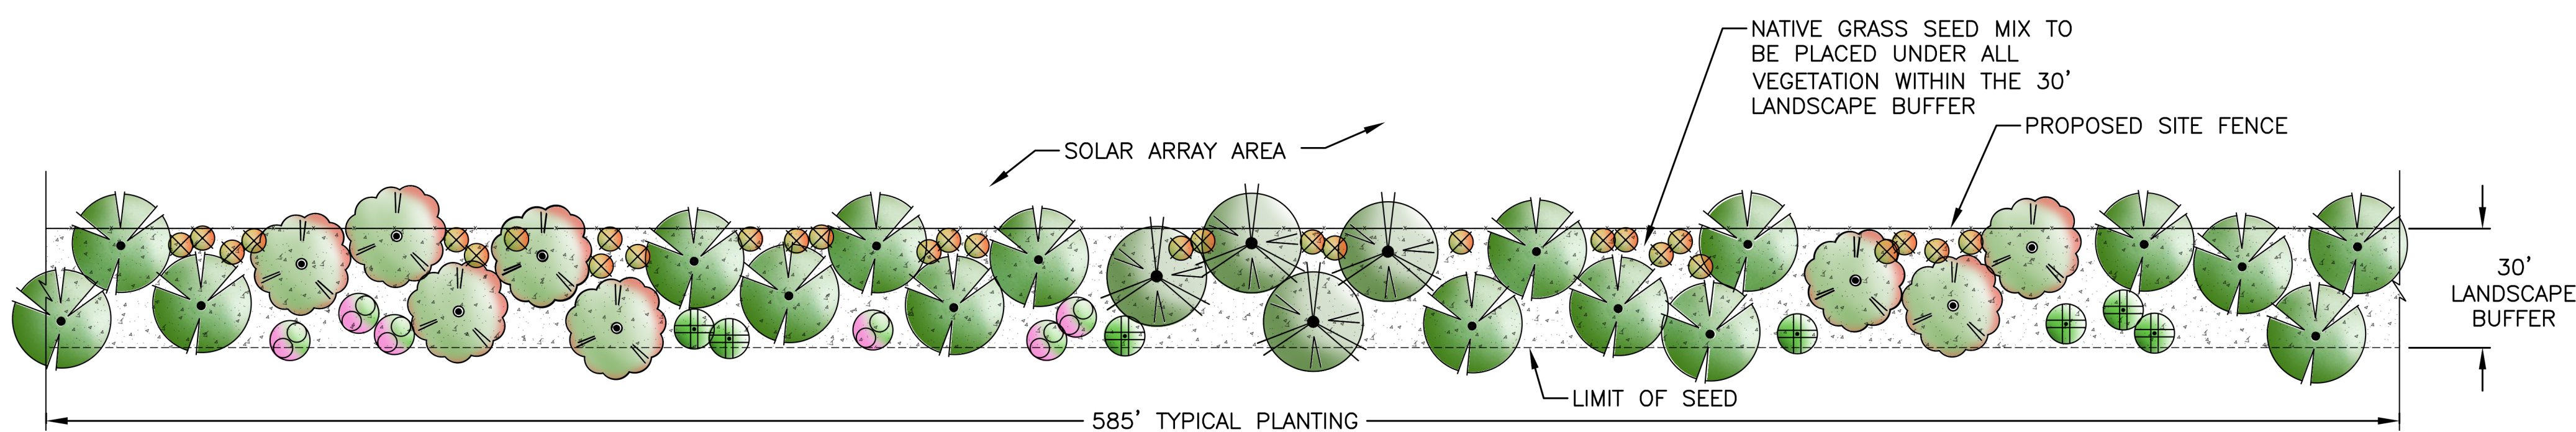 NATIVE GRASS SEED MIX TO
BE PLACED UNDER ALL
VEGETATION WITHIN THE 30'
LANDSCAPE BUFFER
PROPOSED SITE FENCE
SOLAR ARRAY AREA
30'
LANDSCAPE
BUFFER
LIMIT OF SEED
585' TYPICAL PLANTING